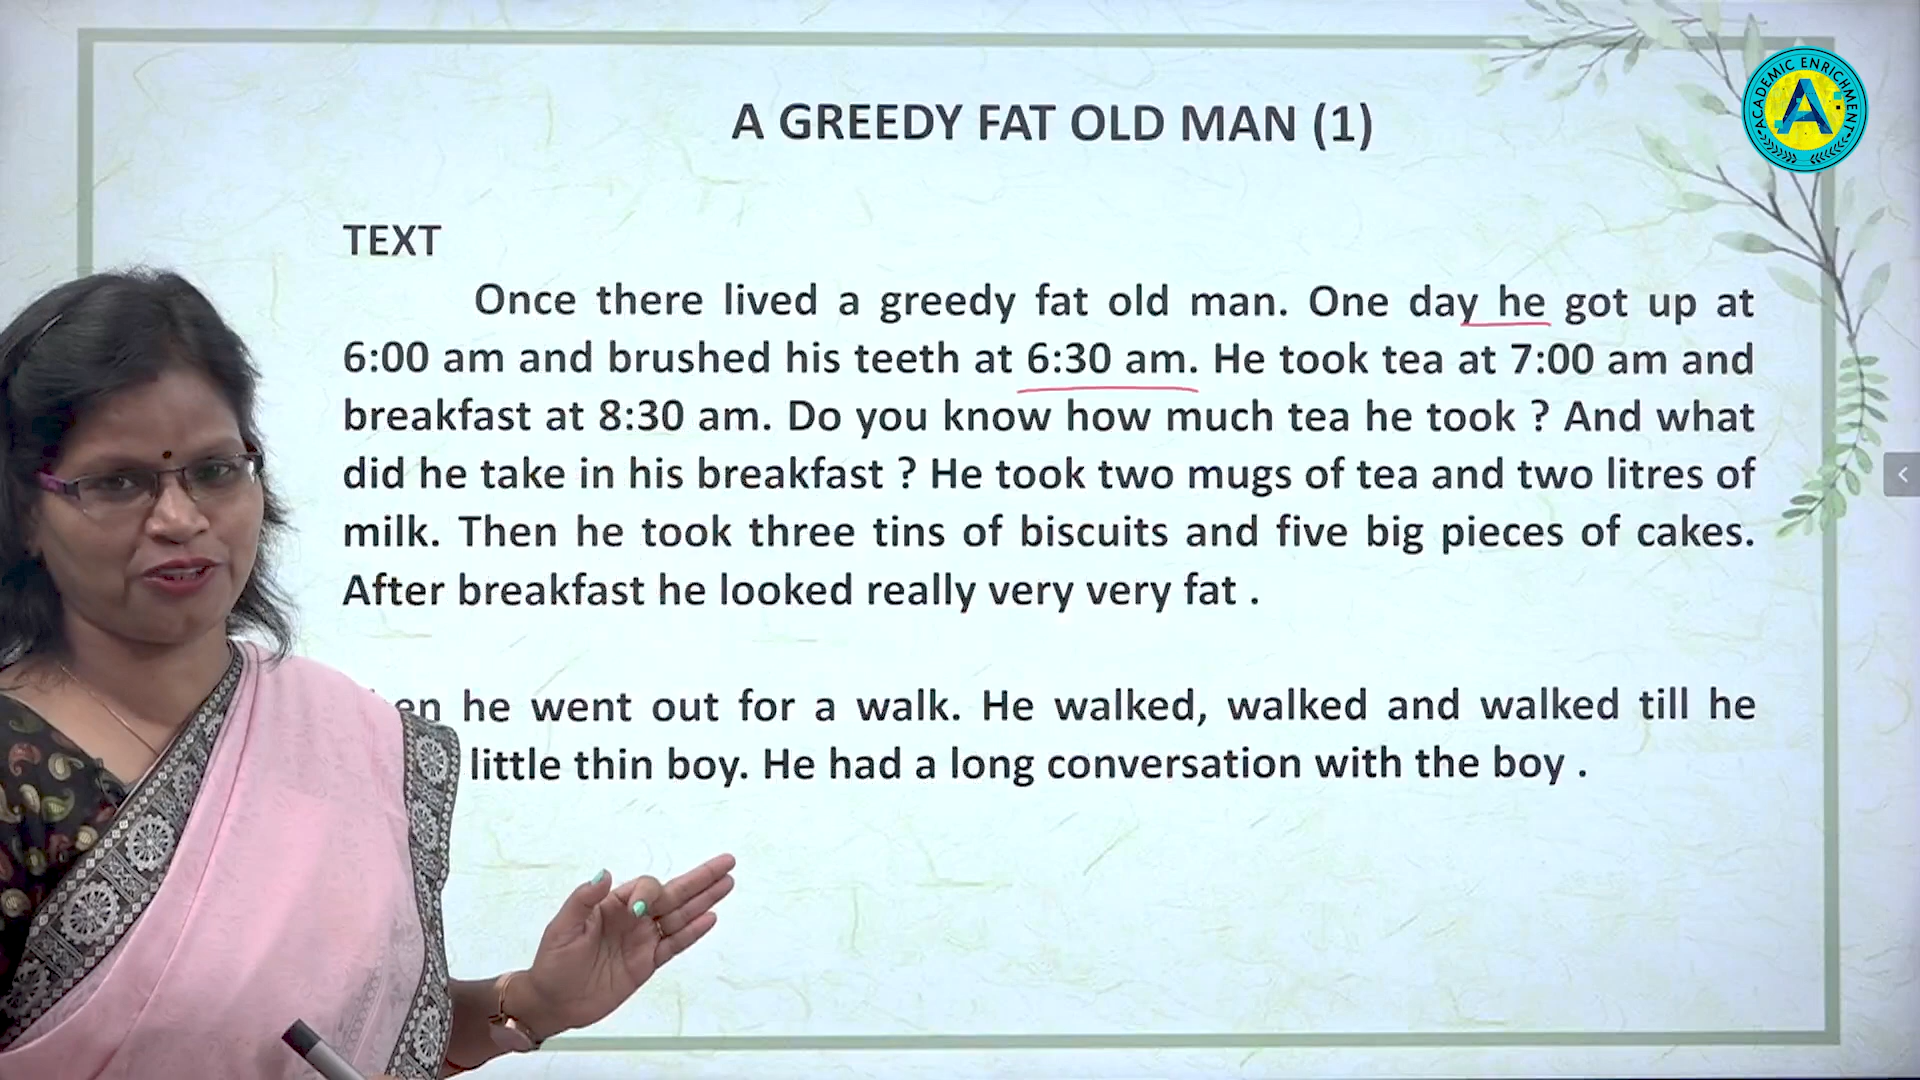 A GREEDY FAT OLD MAN (1)
ACADEMIC ENRICHMENT
A
TEXT
Once there lived a greedy fat old man. One day he got up at
6:00 am and brushed his teeth at 6:30 am. He took tea at 7:00 am and
breakfast at 8:30 am. Do you know how much tea he took ? And what
did he take in his breakfast ? He took two mugs of tea and two litres of
milk. Then he took three tins of biscuits and five big pieces of cakes.
After breakfast he looked really very very fat .
he went out for a walk. He walked, walked and walked till he
little thin boy. He had a long conversation with the boy .